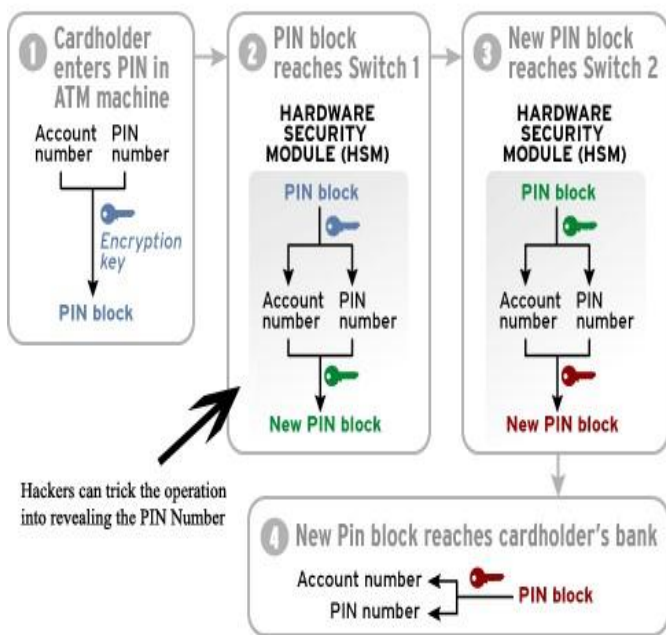 1 Cardholder
enters PIN in
ATM machine
Account number
PIN number
Encryption
key
PIN block
2 PIN block
reaches Switch 1
HARDWARE
SECURITY
MODULE (HSM)
PIN block
Account number
PIN number
New PIN block
3 New PIN block
reaches Switch 2
HARDWARE
SECURITY
MODULE (HSM)
PIN block
Account number
PIN number
New PIN block
Hackers can trick the operation
into revealing the PIN Number
4 New Pin block reaches cardholder's bank
Account number
PIN number
PIN block